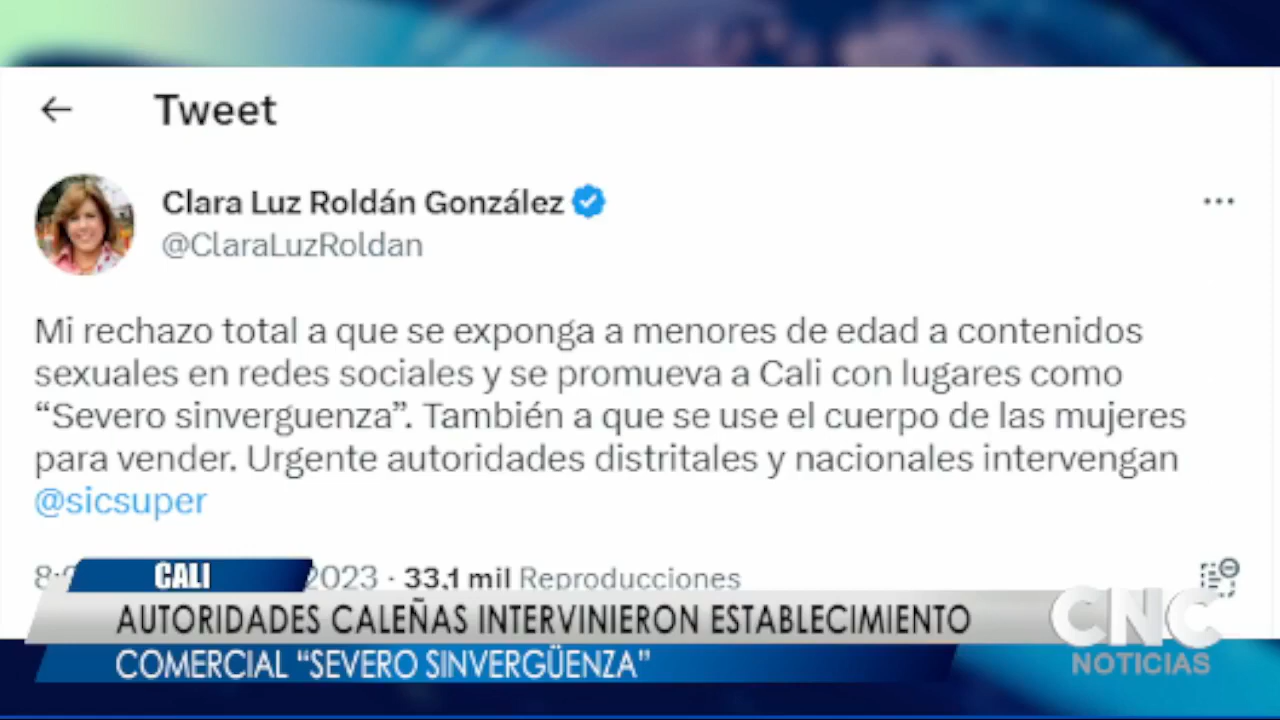 Tweet
Clara Luz Roldán González
@ClaraLuzRoldan
Mi rechazo total a que se exponga a menores de edad a contenidos
sexuales en redes sociales y se promueva a Cali con lugares como
“Severo sinverguenza”. También a que se use el cuerpo de las mujeres
para vender. Urgente autoridades distritales y nacionales intervengan
@sicsuper
2023 · 33,1 mil Reproducciones
CALI
AUTORIDADES CALEÑAS INTERVINIERON ESTABLECIMIENTO
COMERCIAL “SEVERO SINVERGÜENZA”
CNC
NOTICIAS